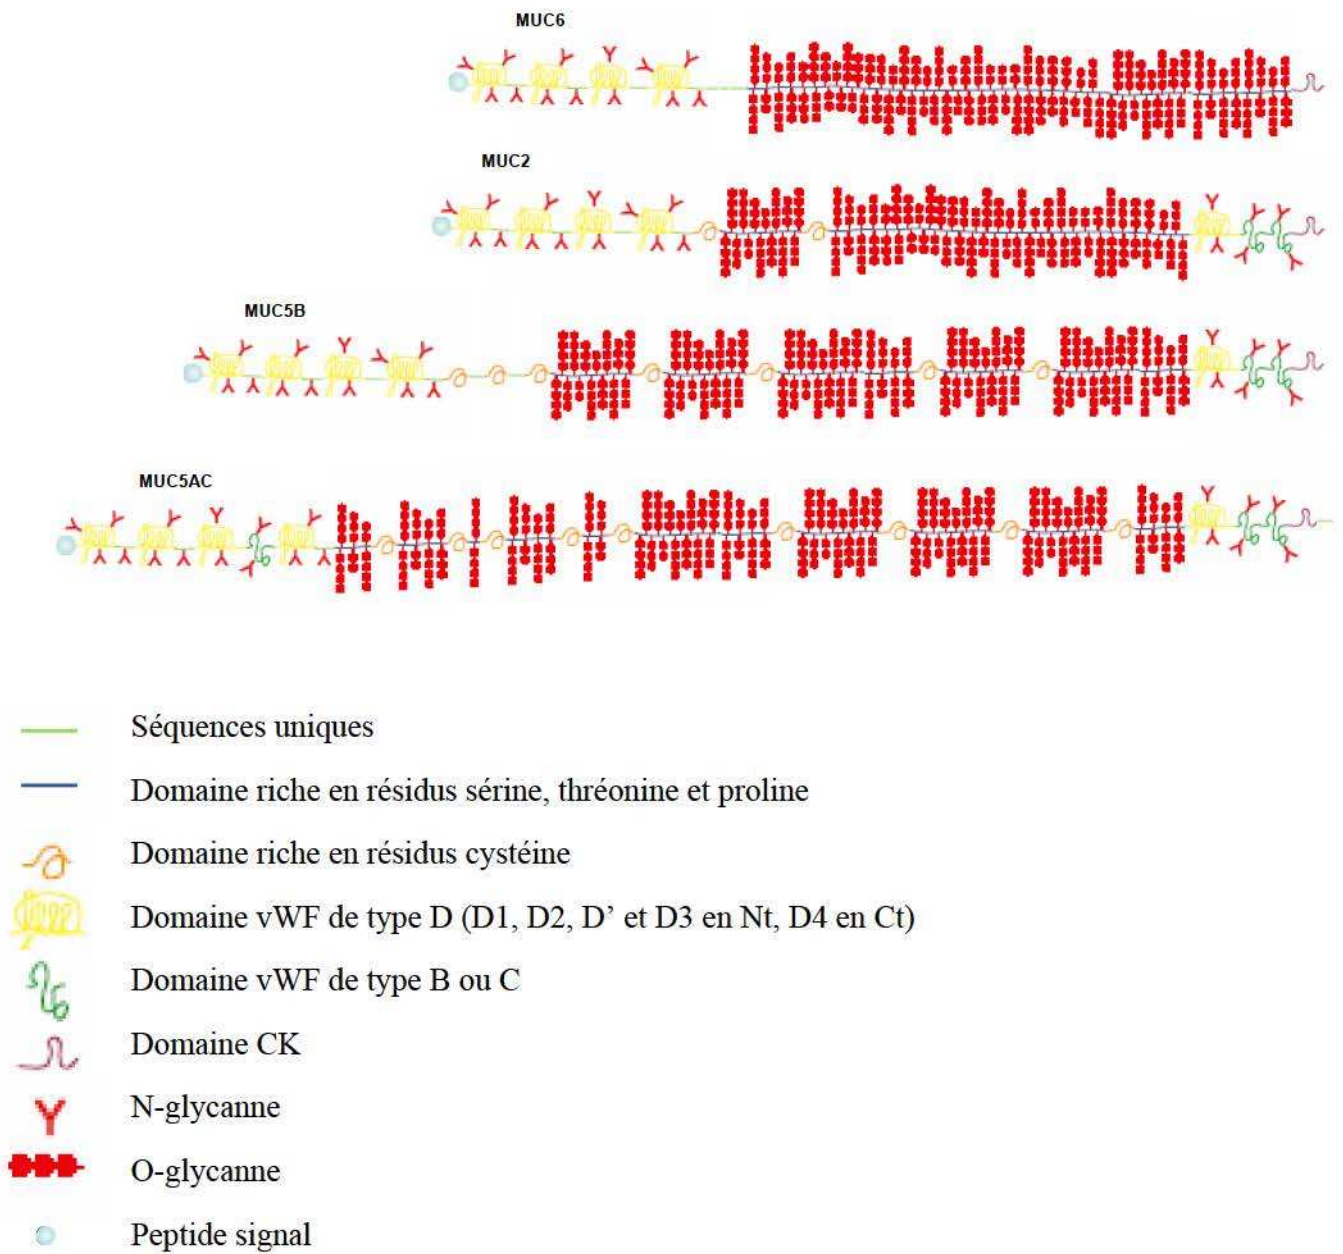 MUC6
MUC2
MUC5B
MUC5AC
Séquences uniques
Domaine riche en résidus sérine, thréonine et proline
Domaine riche en résidus cystéine
Domaine vWF de type D (D1, D2, D’ et D3 en Nt, D4 en Ct)
Domaine vWF de type B ou C
Domaine CK
N-glycanne
O-glycanne
Peptide signal